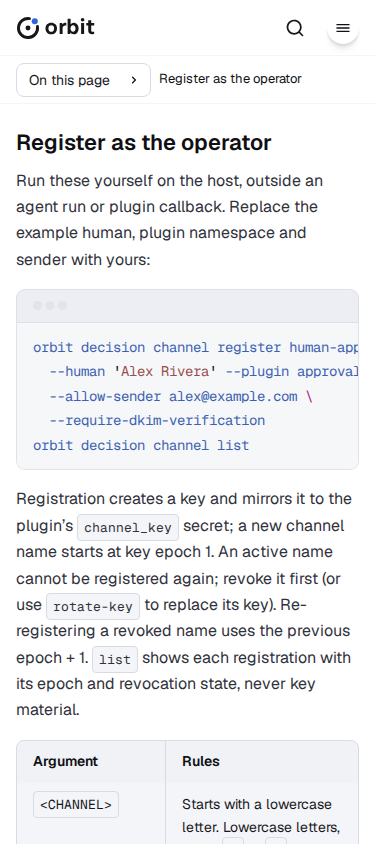 orbit
On this page
Register as the operator
Register as the operator
Run these yourself on the host, outside an
agent run or plugin callback. Replace the
example human, plugin namespace and
sender with yours:
orbit decision channel register human-app
--human 'Alex Rivera' --plugin approval
--allow-sender alex@example.com \
--require-dkim-verification
orbit decision channel list
Registration creates a key and mirrors it to the
plugin’s channel_key secret; a new channel
name starts at key epoch 1. An active name
cannot be registered again; revoke it first (or
use rotate-key to replace its key). Re-
registering a revoked name uses the previous
epoch + 1. list shows each registration with
its epoch and revocation state, never key
material.
Argument Rules
<CHANNEL> Starts with a lowercase
letter. Lowercase letters,